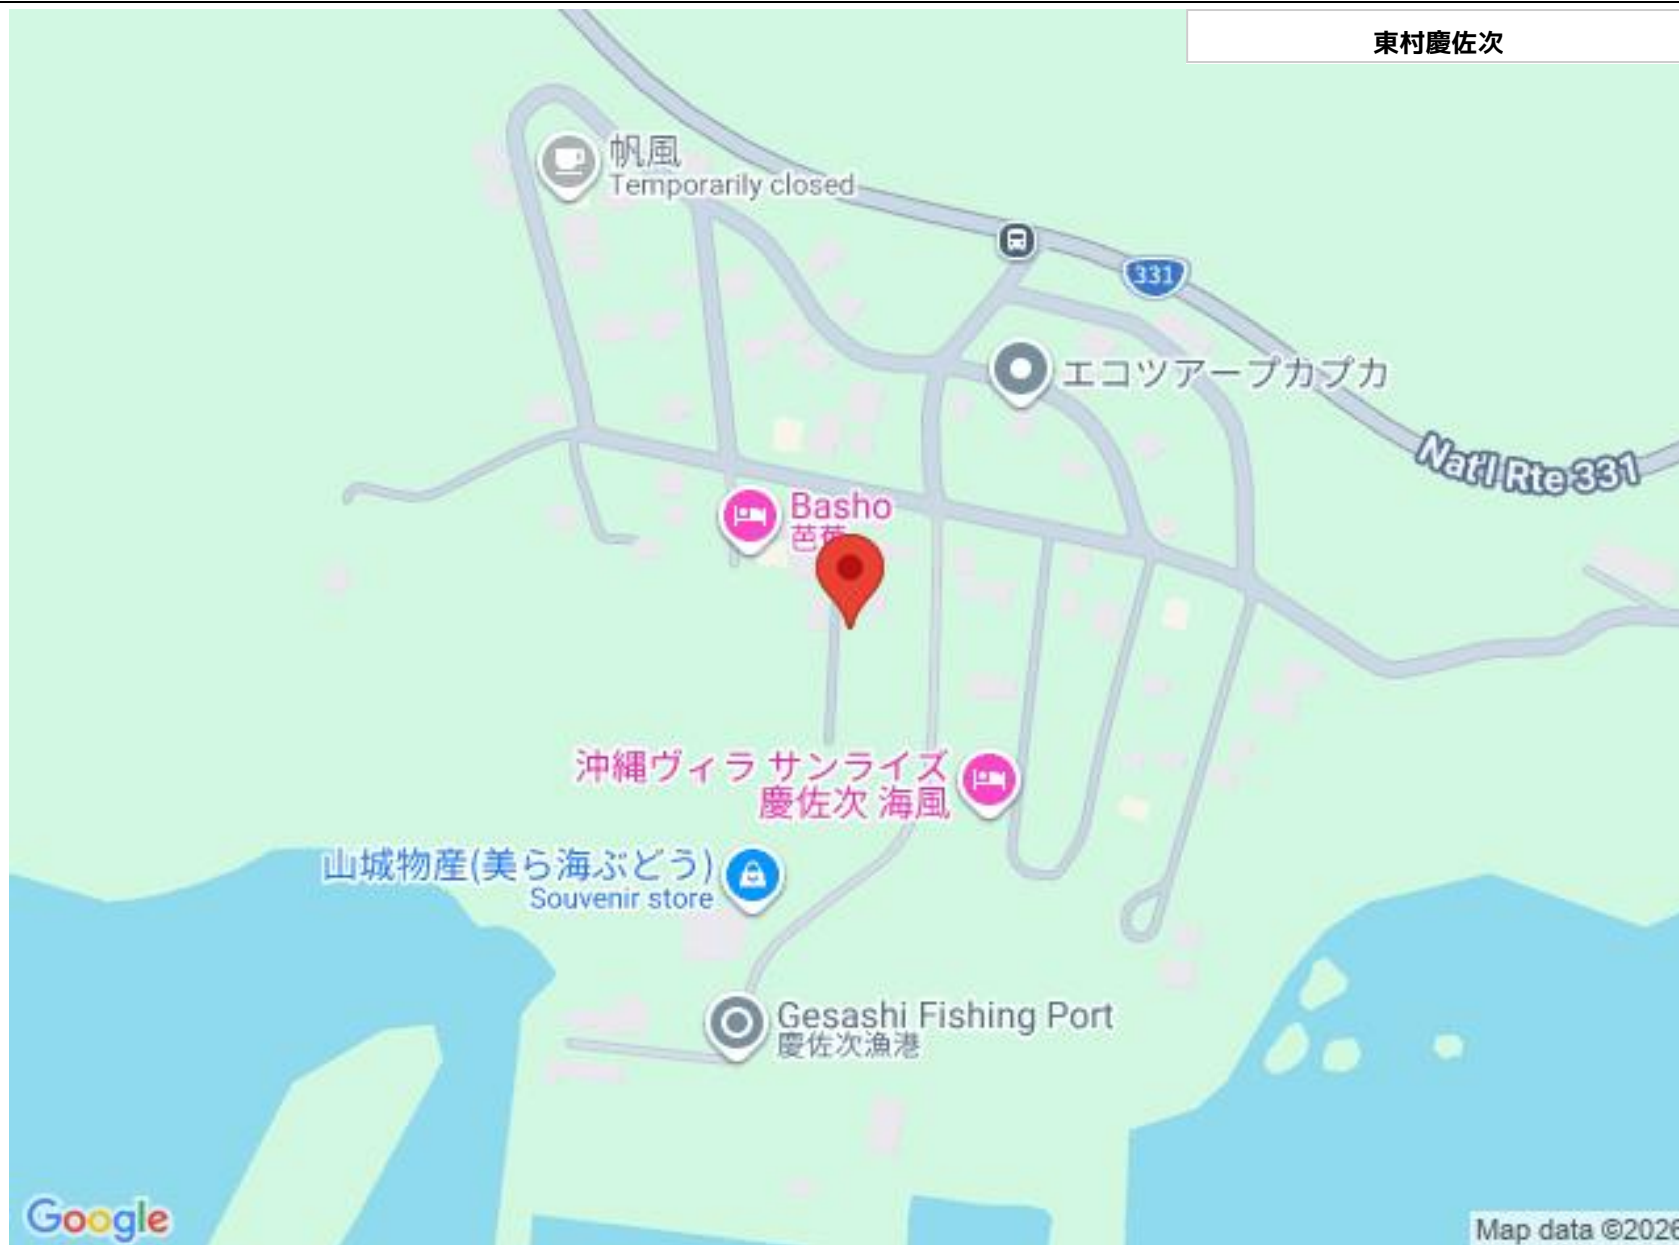 東村慶佐次
帆風
Temporarily closed
331
エコツアープカプカ
Nat'l Rte 331
Basho
芭蕉
沖縄ヴィラ サンライズ
慶佐次 海風
山城物産(美ら海ぶどう)
Souvenir store
Gesashi Fishing Port
慶佐次漁港
Google
Map data ©2026